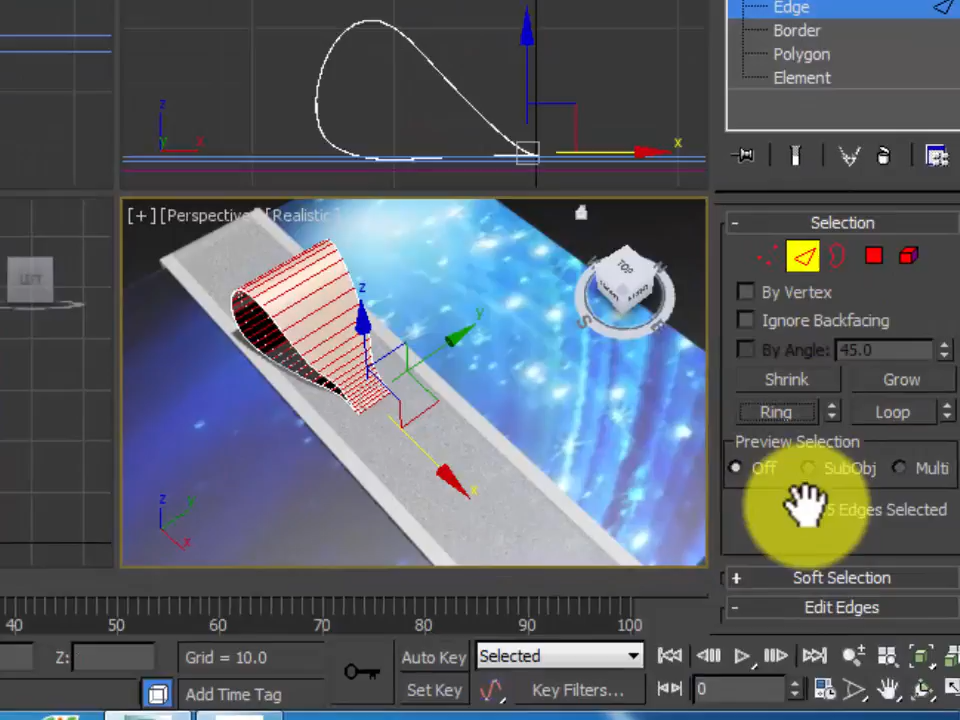 Edge
Border
Polygon
Element
z
y
x
x
[+][Perspective] [Realistic
Selection
LEFT
TOP
z
y
x
z
x
By Vertex
Ignore Backfacing
By Angle: 45.0
Shrink Grow
Ring Loop
Preview Selection
Off SubObj Multi
5 Edges Selected
+ Soft Selection
- Edit Edges
40 50 60 70 80 90 100
Z: Grid = 10.0 Auto Key Selected
Add Time Tag Set Key Key Filters... 0